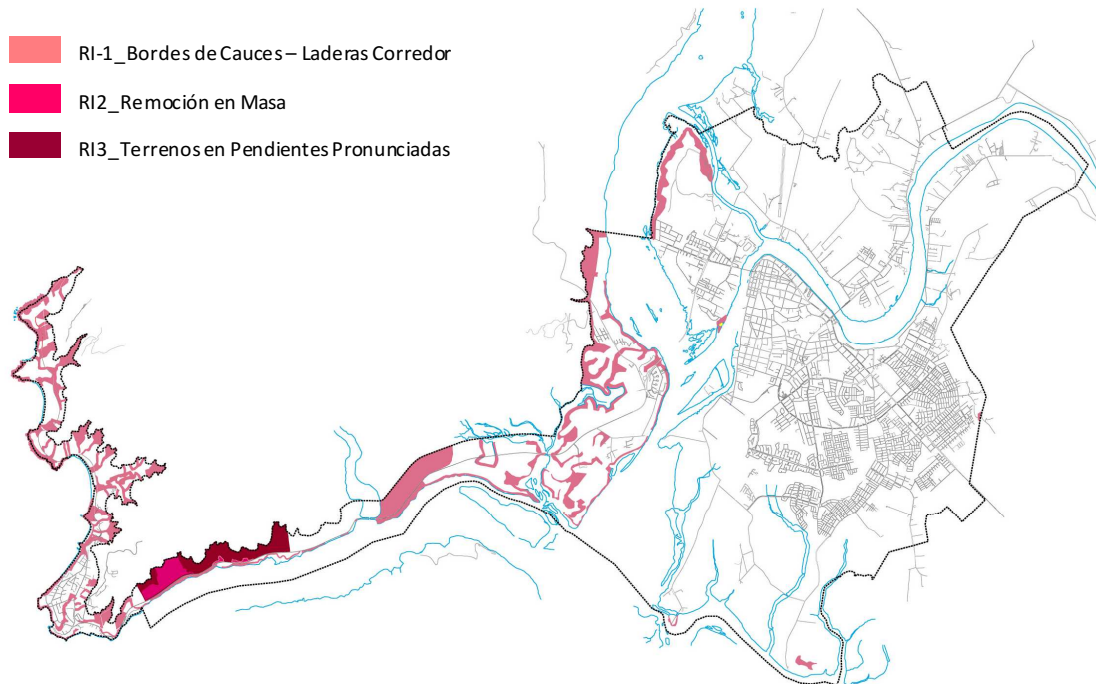 RI-1_Bordes de Cauces – Laderas Corredor
RI2_Remoción en Masa
RI3_Terrenos en Pendientes Pronunciadas